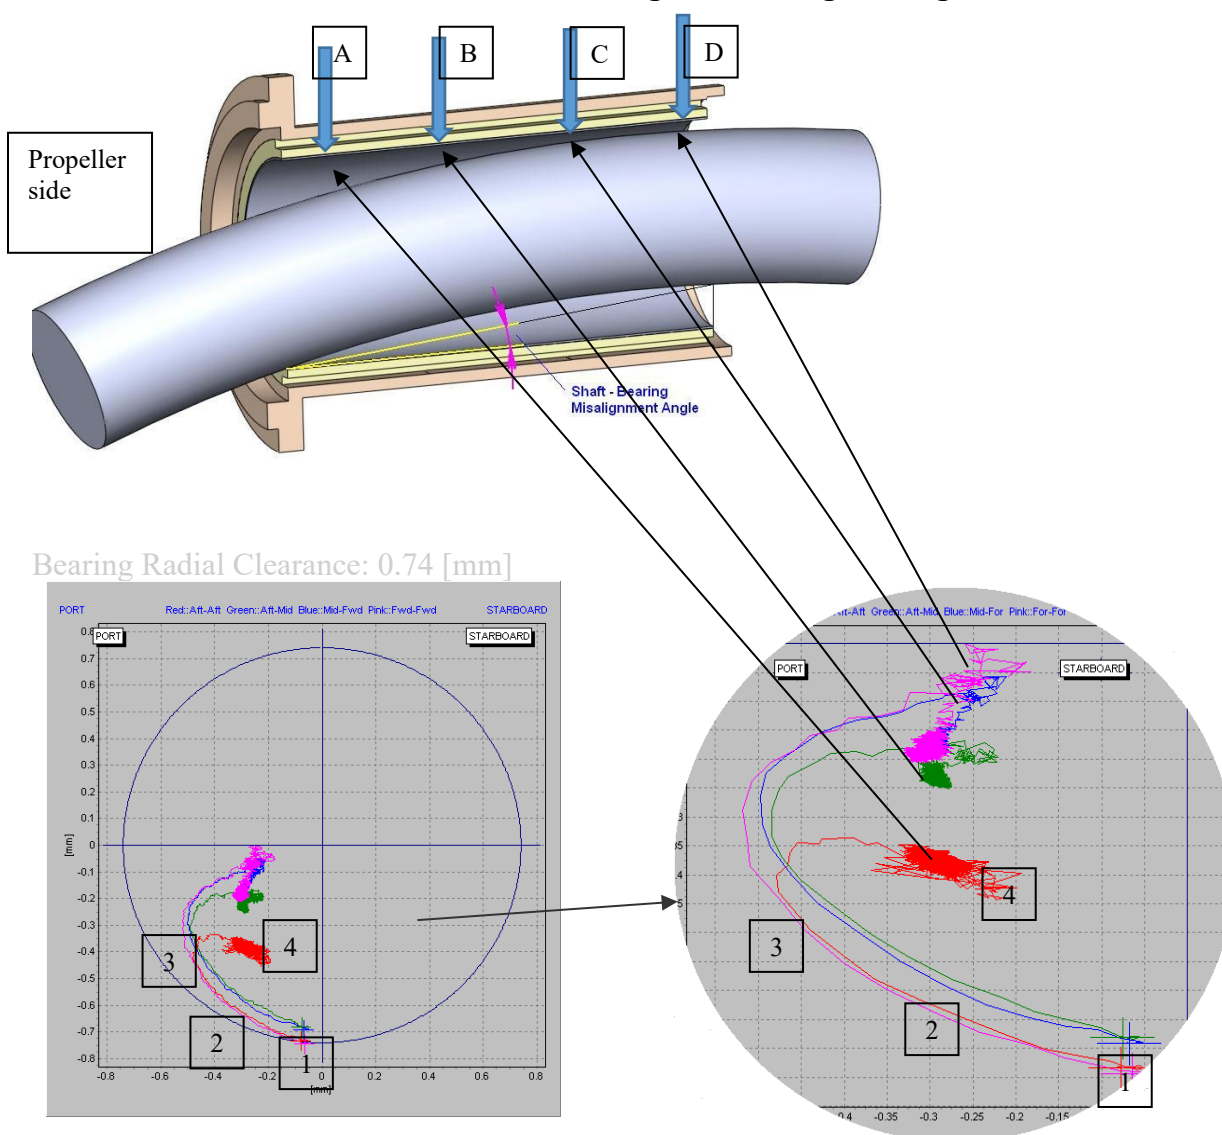 A
B
C
D
Propeller
side
Shaft - Bearing
Misalignment Angle
Bearing Radial Clearance: 0.74 [mm]
PORT
Red::Aft-Aft Green::Aft-Mid Blue::Mid-Fwd Pink::Fwd-Fwd
STARBOARD
PORT
STARBOARD
0.7
0.6
0.5
0.4
0.3
0.2
0.1
0
-0.1
-0.2
-0.3
-0.4
-0.5
-0.6
-0.7
-0.8
[mm]
-0.8
-0.6
-0.4
-0.2
0
0.2
0.4
0.6
0.8
[mm]
1
2
3
4
Aft-Aft Green::Aft-Mid Blue::Mid-For Pink::For-For
PORT
STARBOARD
4
3
2
1
-0.35
-0.3
-0.25
-0.2
-0.15